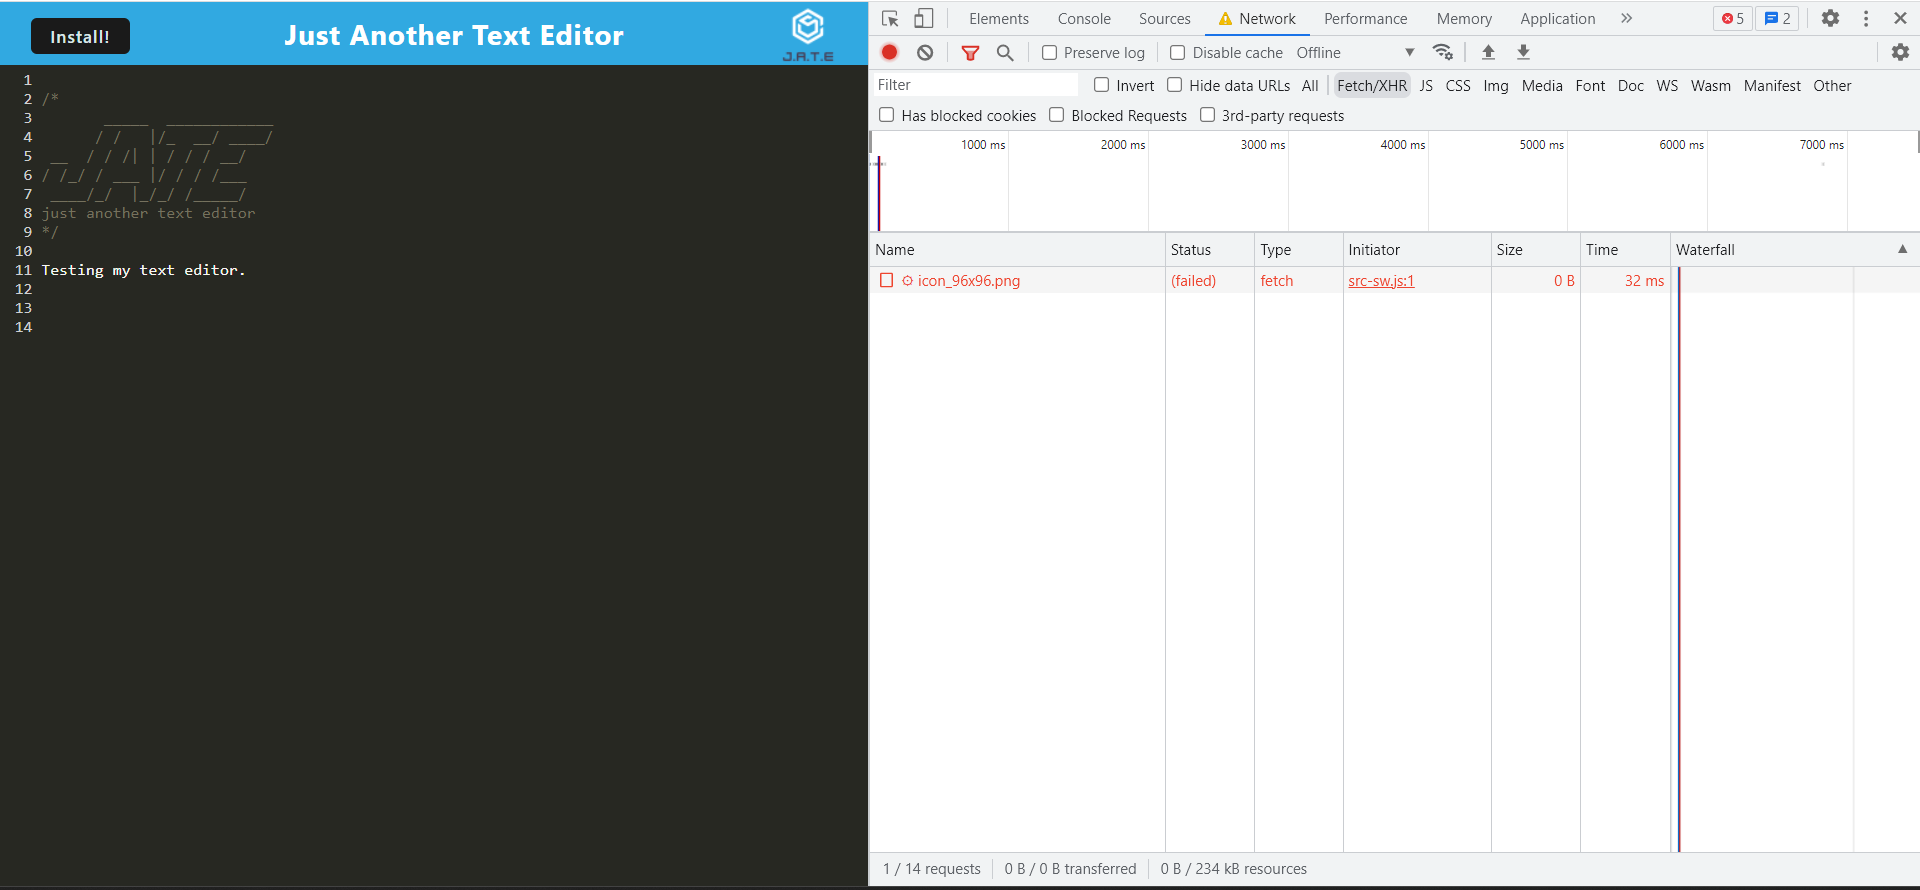 Install!
Just Another Text Editor
J.A.T.E
1
2 /*
3       _____  ____________
4      / /   |/_  __/ ____/
5 __  / / /| | / / / __/
6 / /_/ / ___ |/ / / /___
7 ____/_/  |_/_/ /_____/
8 just another text editor
9 */
10
11 Testing my text editor.
12
13
14
Elements Console Sources Network Performance Memory Application » 5 2
Preserve log Disable cache Offline
Filter Invert Hide data URLs All Fetch/XHR JS CSS Img Media Font Doc WS Wasm Manifest Other
Has blocked cookies Blocked Requests 3rd-party requests
1000 ms 2000 ms 3000 ms 4000 ms 5000 ms 6000 ms 7000 ms
Name Status Type Initiator Size Time Waterfall
icon_96x96.png (failed) fetch src-sw.js:1 0 B 32 ms
1 / 14 requests 0 B / 0 B transferred 0 B / 234 kB resources